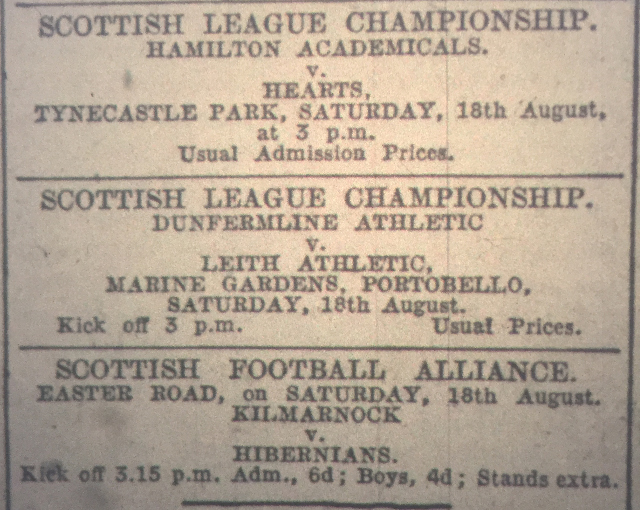 SCOTTISH LEAGUE CHAMPIONSHIP.
HAMILTON ACADEMICALS.
v.
HEARTS,
TYNECASTLE PARK, SATURDAY, 18th August,
at 3 p.m.
Usual Admission Prices.
SCOTTISH LEAGUE CHAMPIONSHIP.
DUNFERMLINE ATHLETIC
v.
LEITH ATHLETIC,
MARINE GARDENS, PORTOBELLO,
SATURDAY, 18th August.
Kick off 3 p.m. Usual Prices.
SCOTTISH FOOTBALL ALLIANCE.
EASTER ROAD, on SATURDAY, 18th August.
KILMARNOCK
v.
HIBERNIANS.
Kick off 3.15 p.m. Adm., 6d; Boys, 4d; Stands extra.